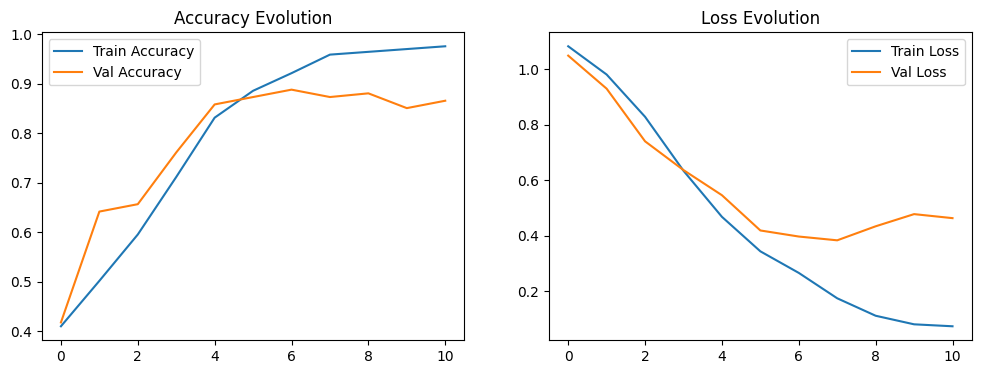 Accuracy Evolution
Train Accuracy
Val Accuracy
1.0
0.9
0.8
0.7
0.6
0.5
0.4
0 2 4 6 8 10
Loss Evolution
Train Loss
Val Loss
1.0
0.8
0.6
0.4
0.2
0 2 4 6 8 10